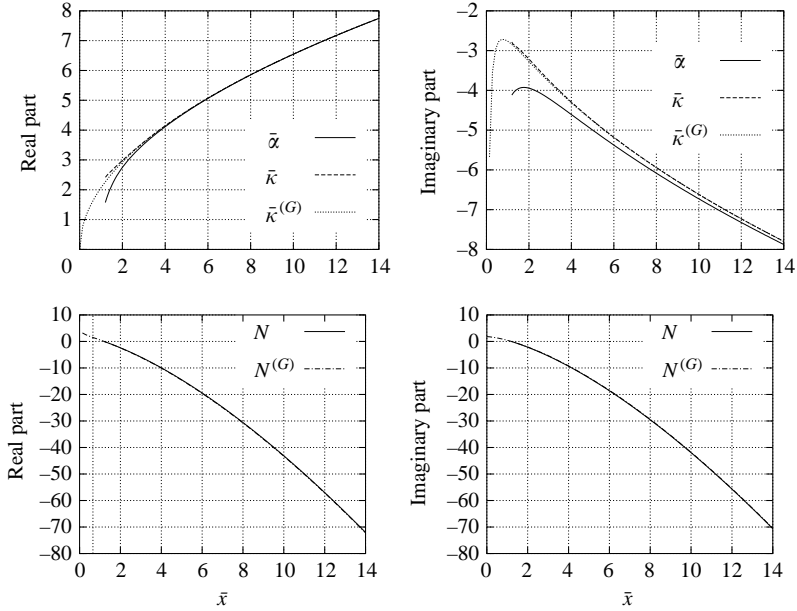 8
7
6
5
4
3
2
1
0 2 4 6 8 10 12 14
Real part
ᾱ
κ̄
κ̄^(G)
−2
−3
−4
−5
−6
−7
−8
0 2 4 6 8 10 12 14
Imaginary part
ᾱ
κ̄
κ̄^(G)
10
0
−10
−20
−30
−40
−50
−60
−70
−80
0 2 4 6 8 10 12 14
Real part
N
N^(G)
x̄
10
0
−10
−20
−30
−40
−50
−60
−70
−80
0 2 4 6 8 10 12 14
Imaginary part
N
N^(G)
x̄